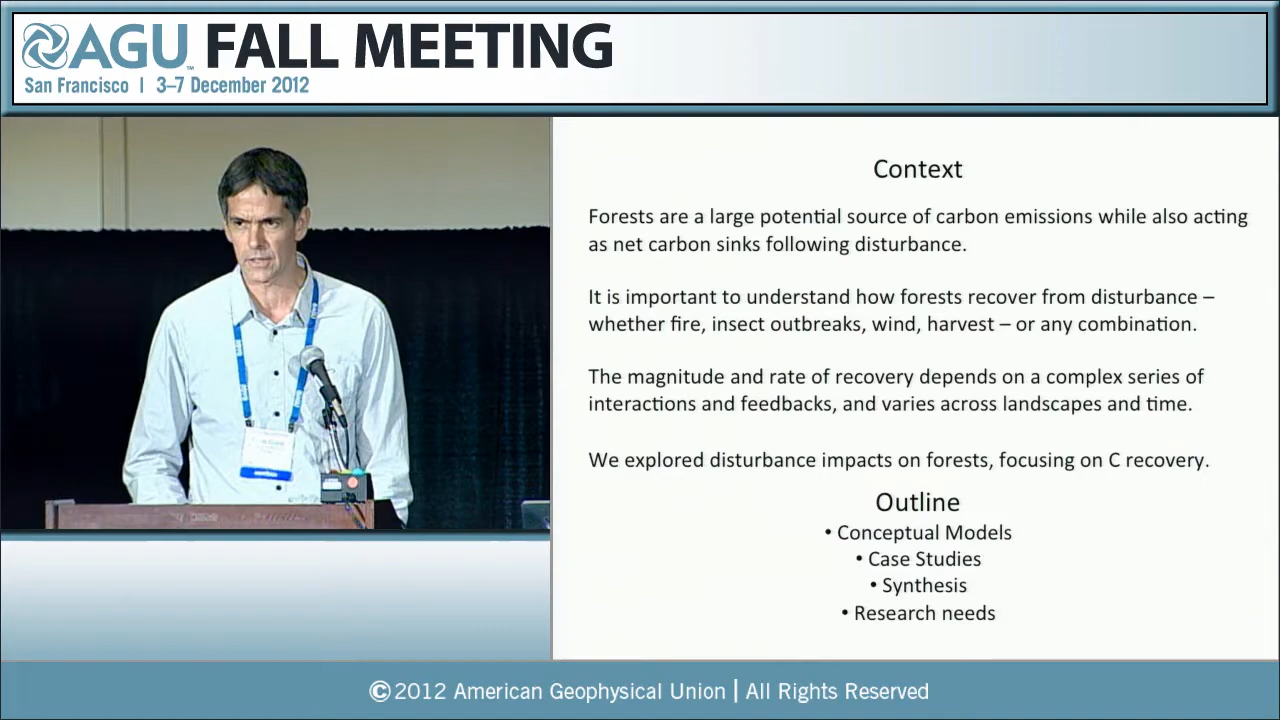 AGU FALL MEETING
San Francisco | 3–7 December 2012
Context
Forests are a large potential source of carbon emissions while also acting
as net carbon sinks following disturbance.
It is important to understand how forests recover from disturbance –
whether fire, insect outbreaks, wind, harvest – or any combination.
The magnitude and rate of recovery depends on a complex series of
interactions and feedbacks, and varies across landscapes and time.
We explored disturbance impacts on forests, focusing on C recovery.
Outline
• Conceptual Models
• Case Studies
• Synthesis
• Research needs
©2012 American Geophysical Union | All Rights Reserved